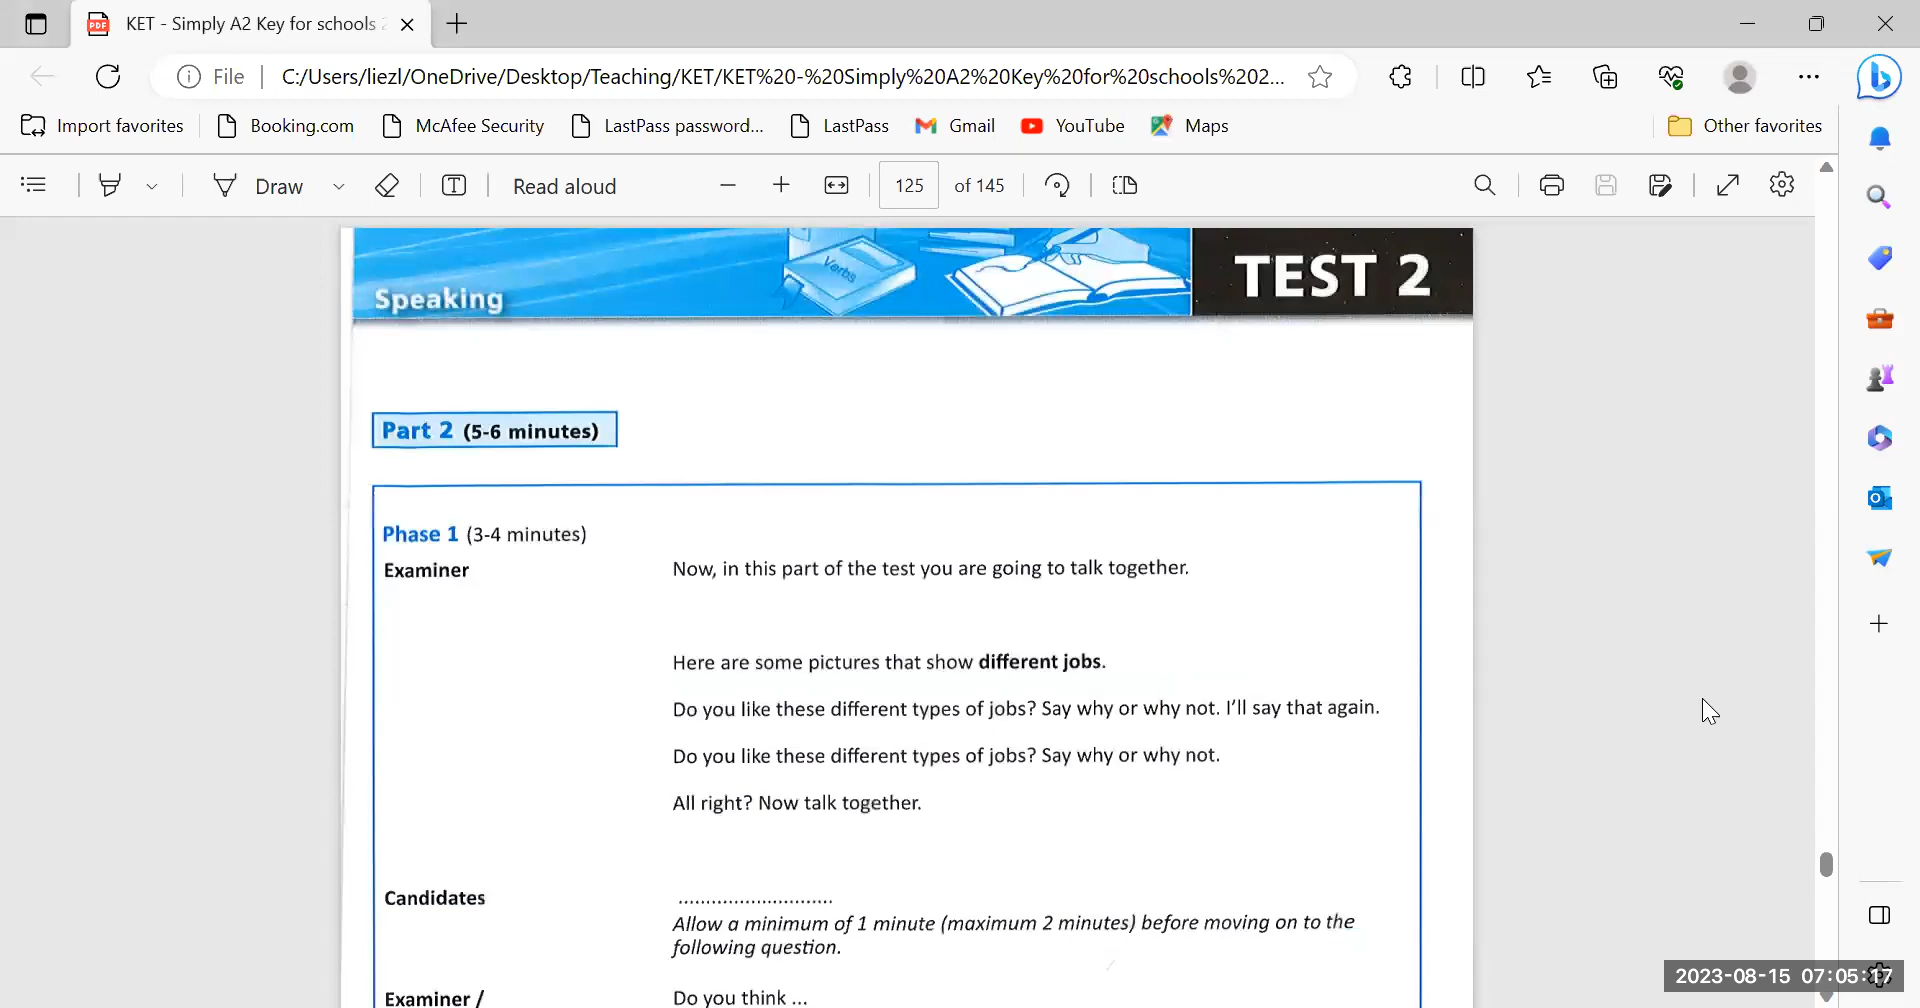 KET - Simply A2 Key for schools 2
File
C:/Users/liezl/OneDrive/Desktop/Teaching/KET/KET%20-%20Simply%20A2%20Key%20for%20schools%202...
Import favorites
Booking.com
McAfee Security
LastPass password...
LastPass
Gmail
YouTube
Maps
Other favorites
Draw
Read aloud
125 of 145
Speaking
Verbs
TEST 2
Part 2 (5-6 minutes)
Phase 1 (3-4 minutes)
Examiner
Now, in this part of the test you are going to talk together.
Here are some pictures that show different jobs.
Do you like these different types of jobs? Say why or why not. I'll say that again.
Do you like these different types of jobs? Say why or why not.
All right? Now talk together.
Candidates
............................
Allow a minimum of 1 minute (maximum 2 minutes) before moving on to the
following question.
Examiner /
Do you think ...
2023-08-15 07:05:17